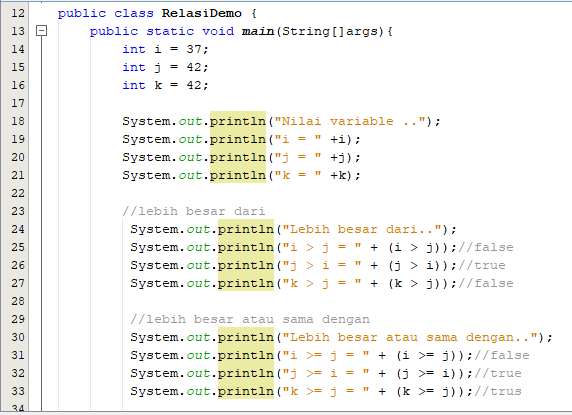 12 public class RelasiDemo {
13 public static void main(String[]args){
14 int i = 37;
15 int j = 42;
16 int k = 42;
17
18 System.out.println("Nilai variable ..");
19 System.out.println("i = " +i);
20 System.out.println("j = " +j);
21 System.out.println("k = " +k);
22
23 //lebih besar dari
24 System.out.println("Lebih besar dari..");
25 System.out.println("i > j = " + (i > j));//false
26 System.out.println("j > i = " + (j > i));//true
27 System.out.println("k > j = " + (k > j));//false
28
29 //lebih besar atau sama dengan
30 System.out.println("Lebih besar atau sama dengan..");
31 System.out.println("i >= j = " + (i >= j));//false
32 System.out.println("j >= i = " + (j >= i));//true
33 System.out.println("k >= j = " + (k >= j));//trus
34